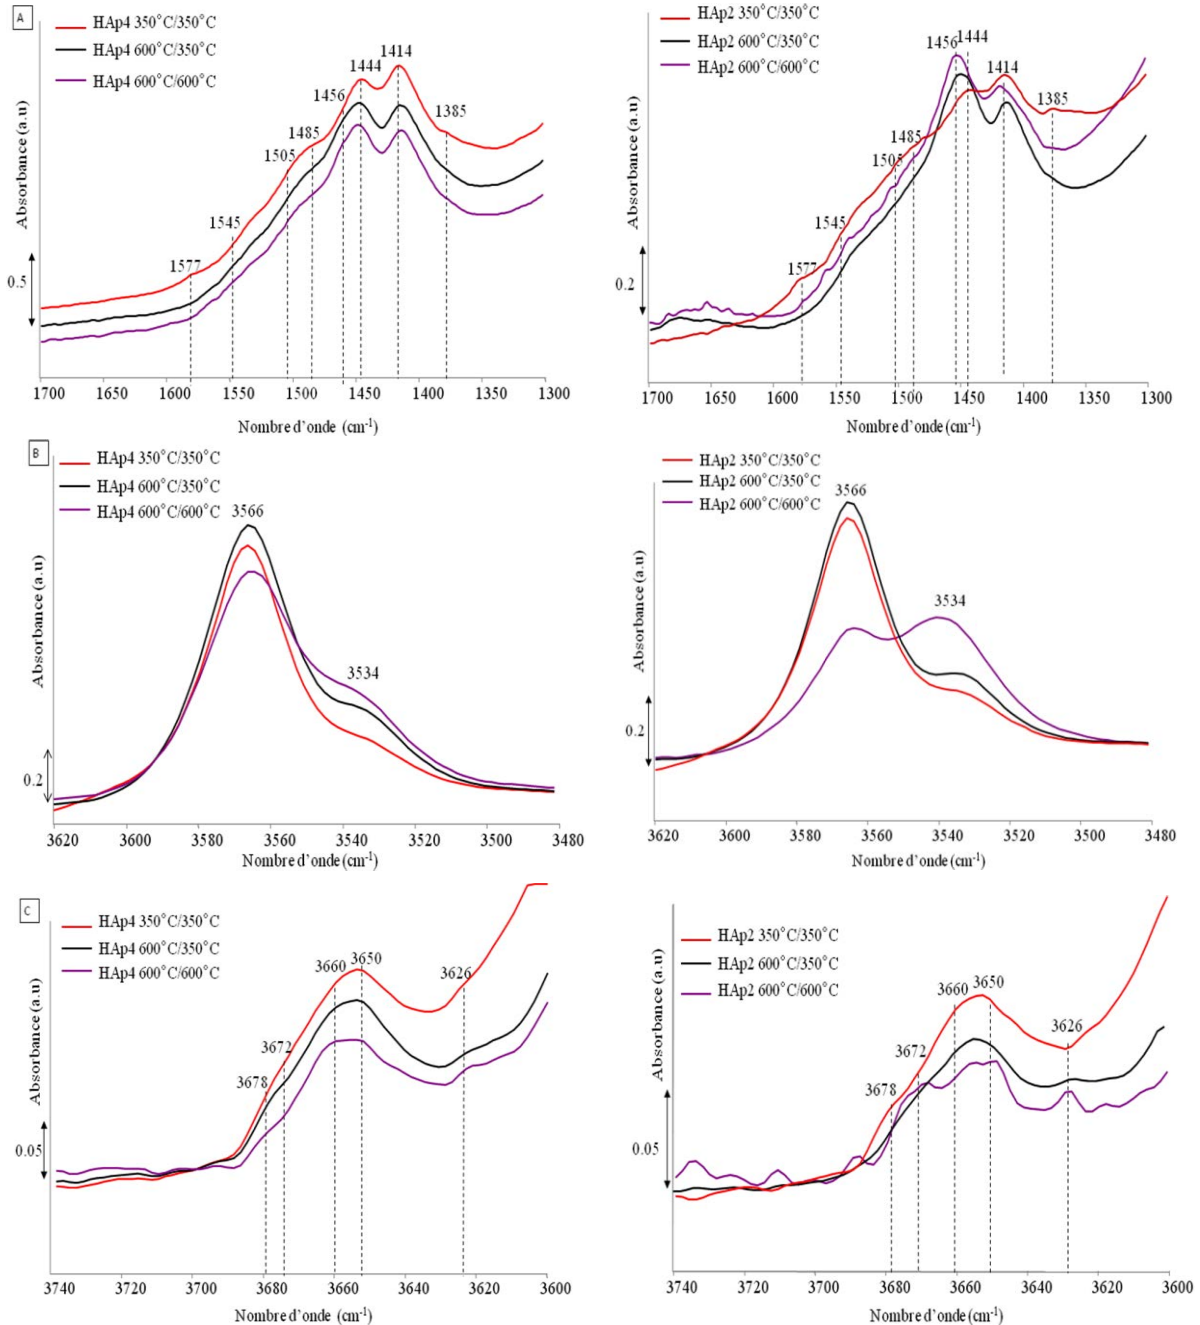 A
HAp4 350°C/350°C
HAp4 600°C/350°C
HAp4 600°C/600°C
1414
1444
1456
1385
1485
1505
1545
1577
Absorbance (a.u)
0.5
1700 1650 1600 1550 1500 1450 1400 1350 1300
Nombre d'onde (cm-1)
HAp2 350°C/350°C
HAp2 600°C/350°C
HAp2 600°C/600°C
1456 1444
1414
1385
1485
1505
1545
1577
Absorbance (a.u)
0.2
1700 1650 1600 1550 1500 1450 1400 1350 1300
Nombre d'onde (cm-1)
B
HAp4 350°C/350°C
HAp4 600°C/350°C
HAp4 600°C/600°C
3566
3534
Absorbance (a.u)
0.2
3620 3600 3580 3560 3540 3520 3500 3480
Nombre d'onde (cm-1)
HAp2 350°C/350°C
HAp2 600°C/350°C
HAp2 600°C/600°C
3566
3534
Absorbance (a.u)
0.2
3620 3600 3580 3560 3540 3520 3500 3480
Nombre d'onde (cm-1)
C
HAp4 350°C/350°C
HAp4 600°C/350°C
HAp4 600°C/600°C
3660 3650
3626
3672
3678
Absorbance (a.u)
0.05
3740 3720 3700 3680 3660 3640 3620 3600
Nombre d'onde (cm-1)
HAp2 350°C/350°C
HAp2 600°C/350°C
HAp2 600°C/600°C
3660 3650
3626
3672
3678
Absorbance (a.u)
0.05
3740 3720 3700 3680 3660 3640 3620 3600
Nombre d'onde (cm-1)